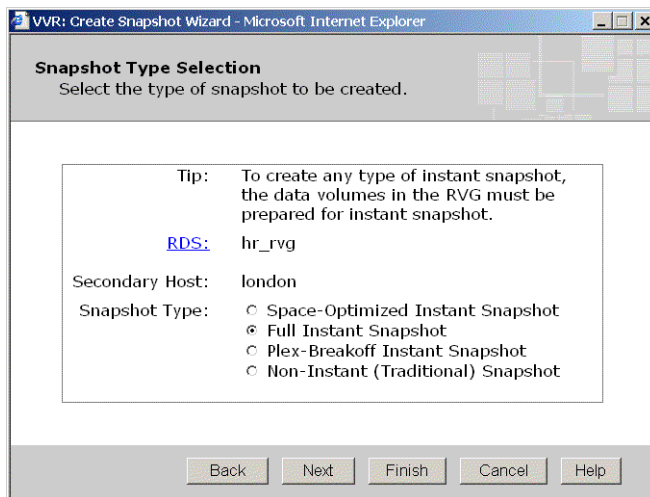 VVR: Create Snapshot Wizard - Microsoft Internet Explorer
Snapshot Type Selection
Select the type of snapshot to be created.
Tip: To create any type of instant snapshot,
the data volumes in the RVG must be
prepared for instant snapshot.
RDS: hr_rvg
Secondary Host: london
Snapshot Type: Space-Optimized Instant Snapshot
Full Instant Snapshot
Plex-Breakoff Instant Snapshot
Non-Instant (Traditional) Snapshot
Back Next Finish Cancel Help